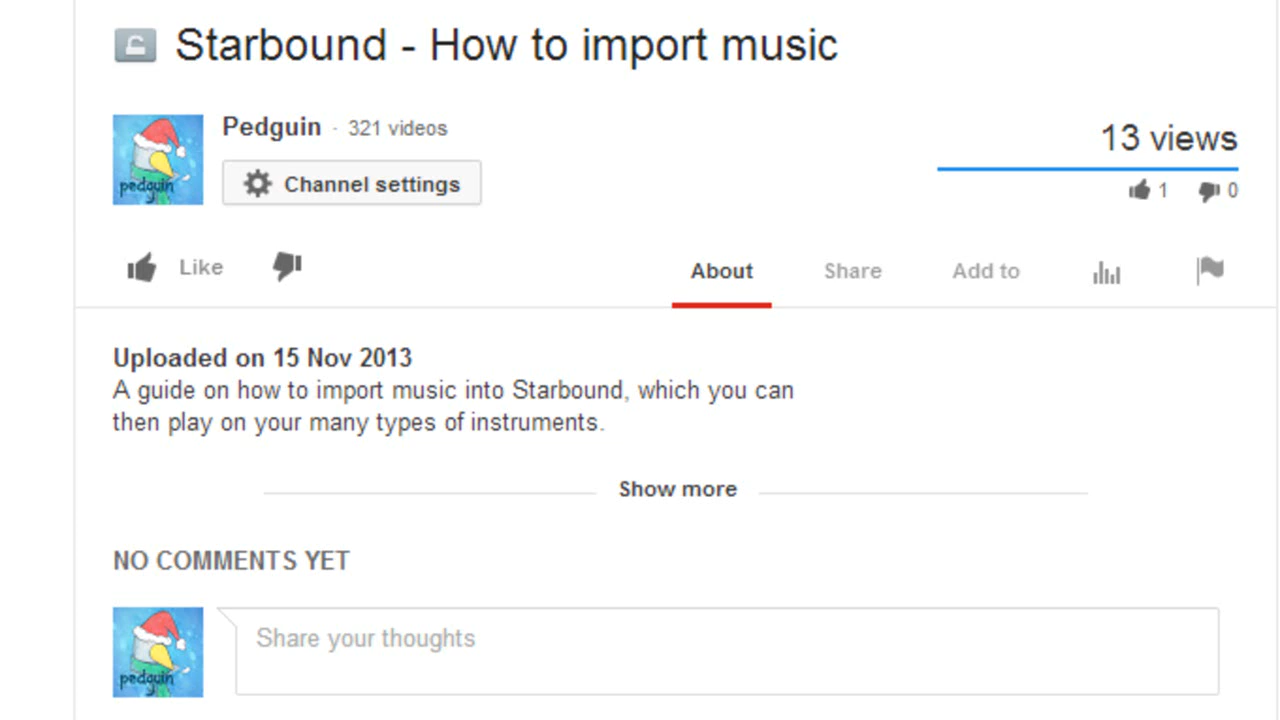 Starbound - How to import music
Pedguin · 321 videos
Channel settings
13 views
1 0
Like
About Share Add to
Uploaded on 15 Nov 2013
A guide on how to import music into Starbound, which you can
then play on your many types of instruments.
Show more
NO COMMENTS YET
Share your thoughts
pedguin
pedguin